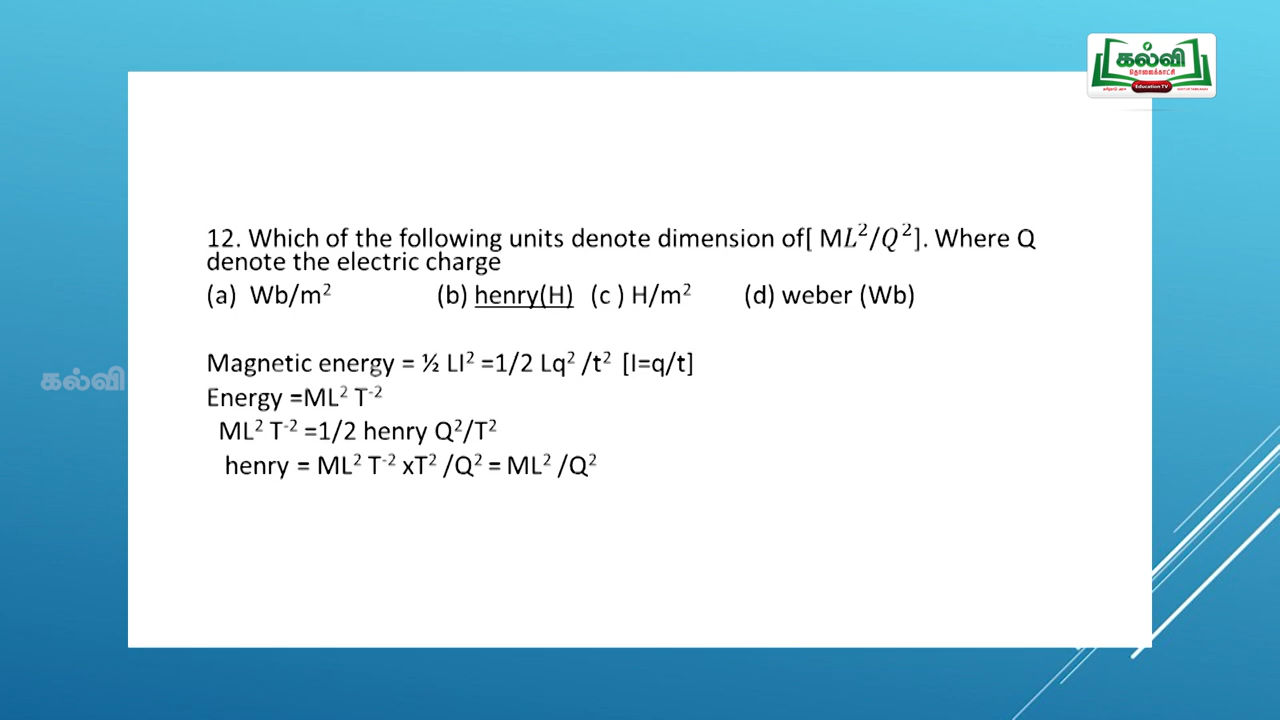 கல்வி
தொலைக்காட்சி
Education TV
12. Which of the following units denote dimension of[ ML²/Q²]. Where Q
denote the electric charge
(a) Wb/m² (b) henry(H) (c ) H/m² (d) weber (Wb)
Magnetic energy = ½ LI² =1/2 Lq² /t² [I=q/t]
கல்வி
Energy =ML² T⁻²
ML² T⁻² =1/2 henry Q²/T²
henry = ML² T⁻² xT² /Q² = ML² /Q²